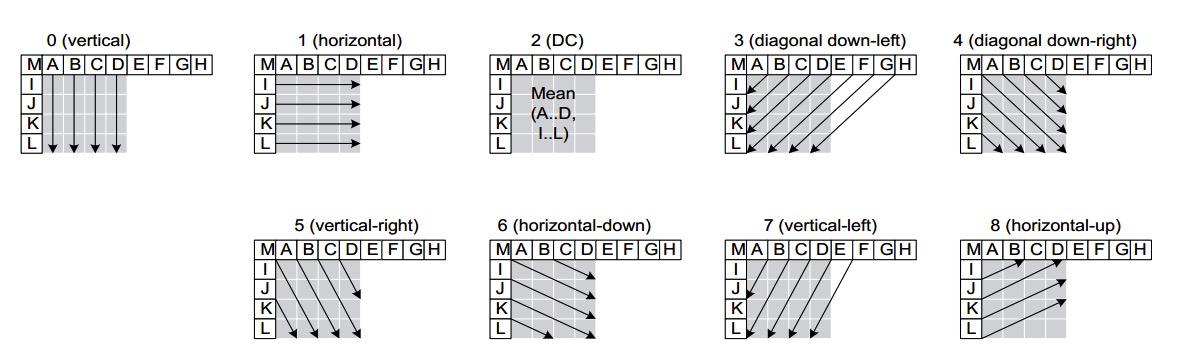 0 (vertical) 1 (horizontal) 2 (DC) 3 (diagonal down-left) 4 (diagonal down-right)
M A B C D E F G H M A B C D E F G H M A B C D E F G H M A B C D E F G H M A B C D E F G H
I I I I I
J J J J J
K K K K K
L L L L L
Mean
(A..D,
I..L)
5 (vertical-right) 6 (horizontal-down) 7 (vertical-left) 8 (horizontal-up)
M A B C D E F G H M A B C D E F G H M A B C D E F G H M A B C D E F G H
I I I I
J J J J
K K K K
L L L L